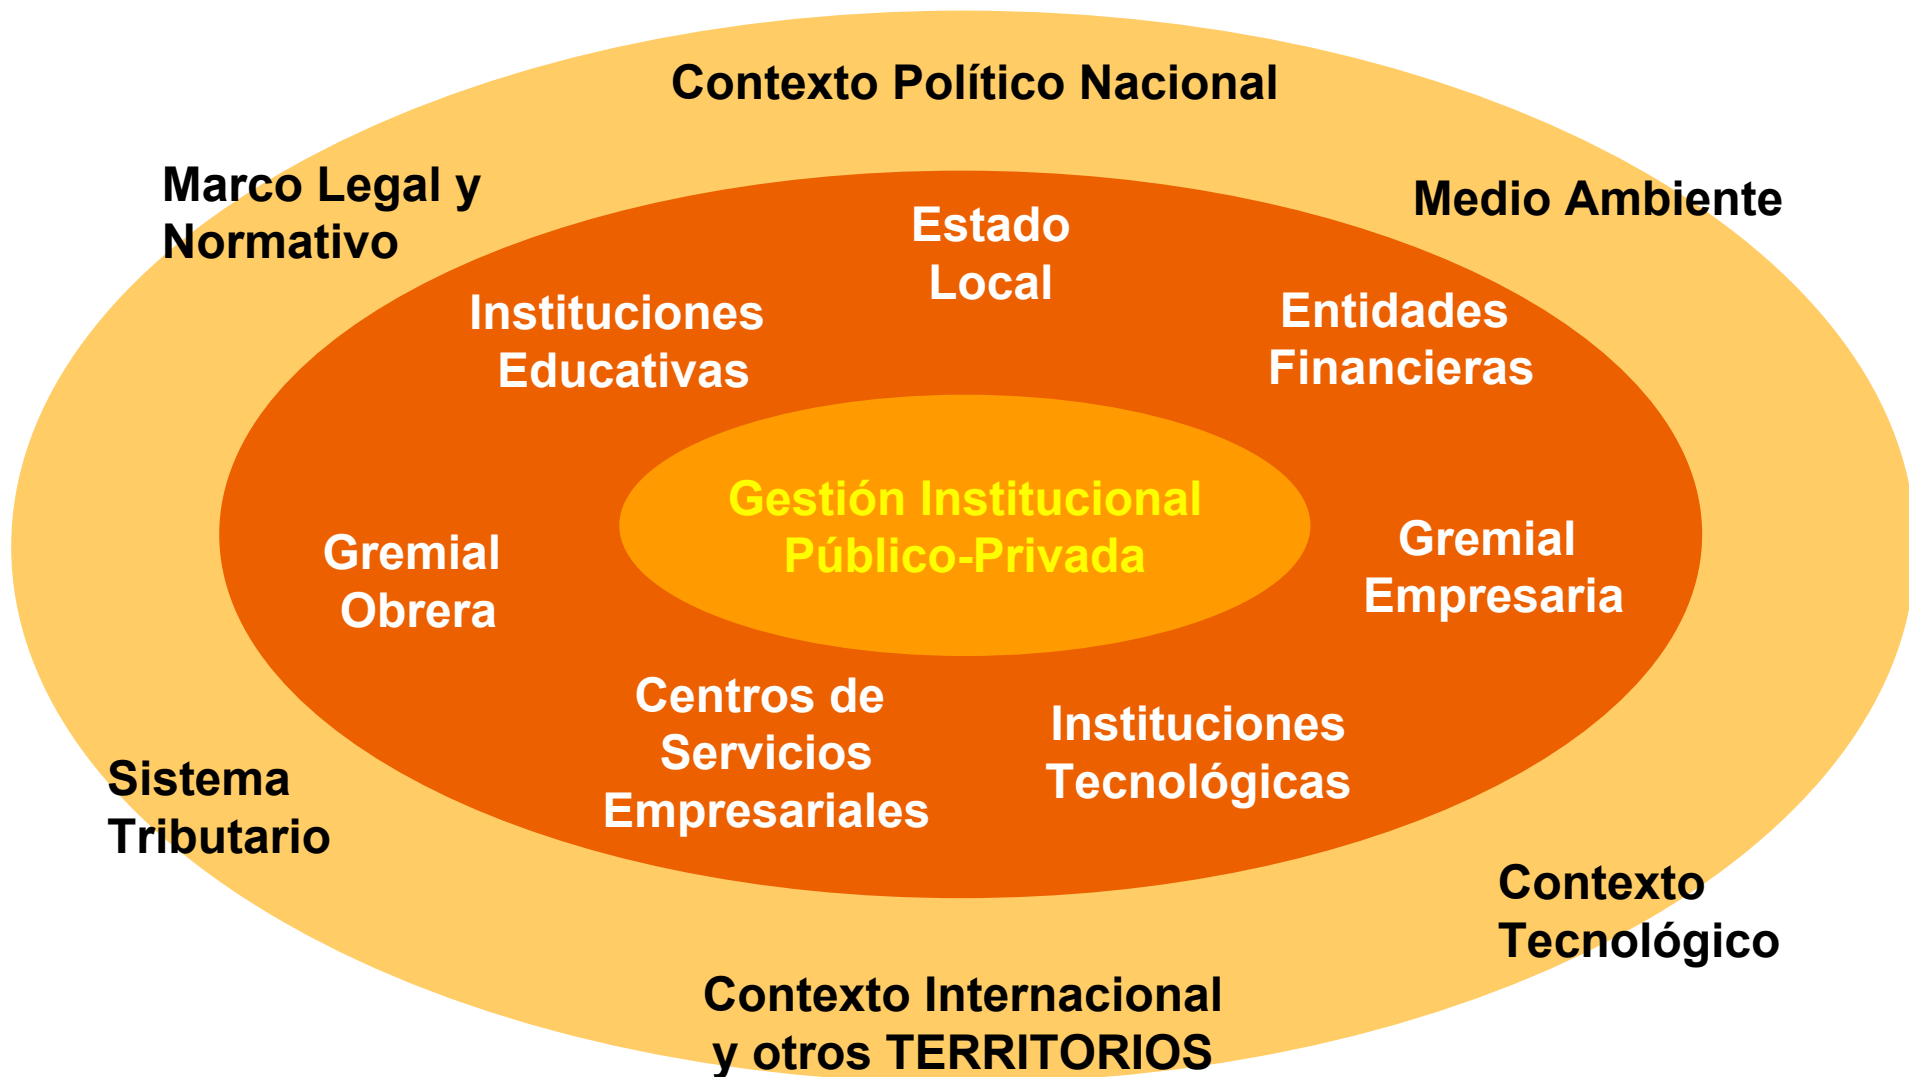 Contexto Político Nacional
Marco Legal y
Normativo
Medio Ambiente
Estado
Local
Instituciones
Educativas
Entidades
Financieras
Gestión Institucional
Público-Privada
Gremial
Obrera
Gremial
Empresaria
Centros de
Servicios
Empresariales
Instituciones
Tecnológicas
Sistema
Tributario
Contexto
Tecnológico
Contexto Internacional
y otros TERRITORIOS